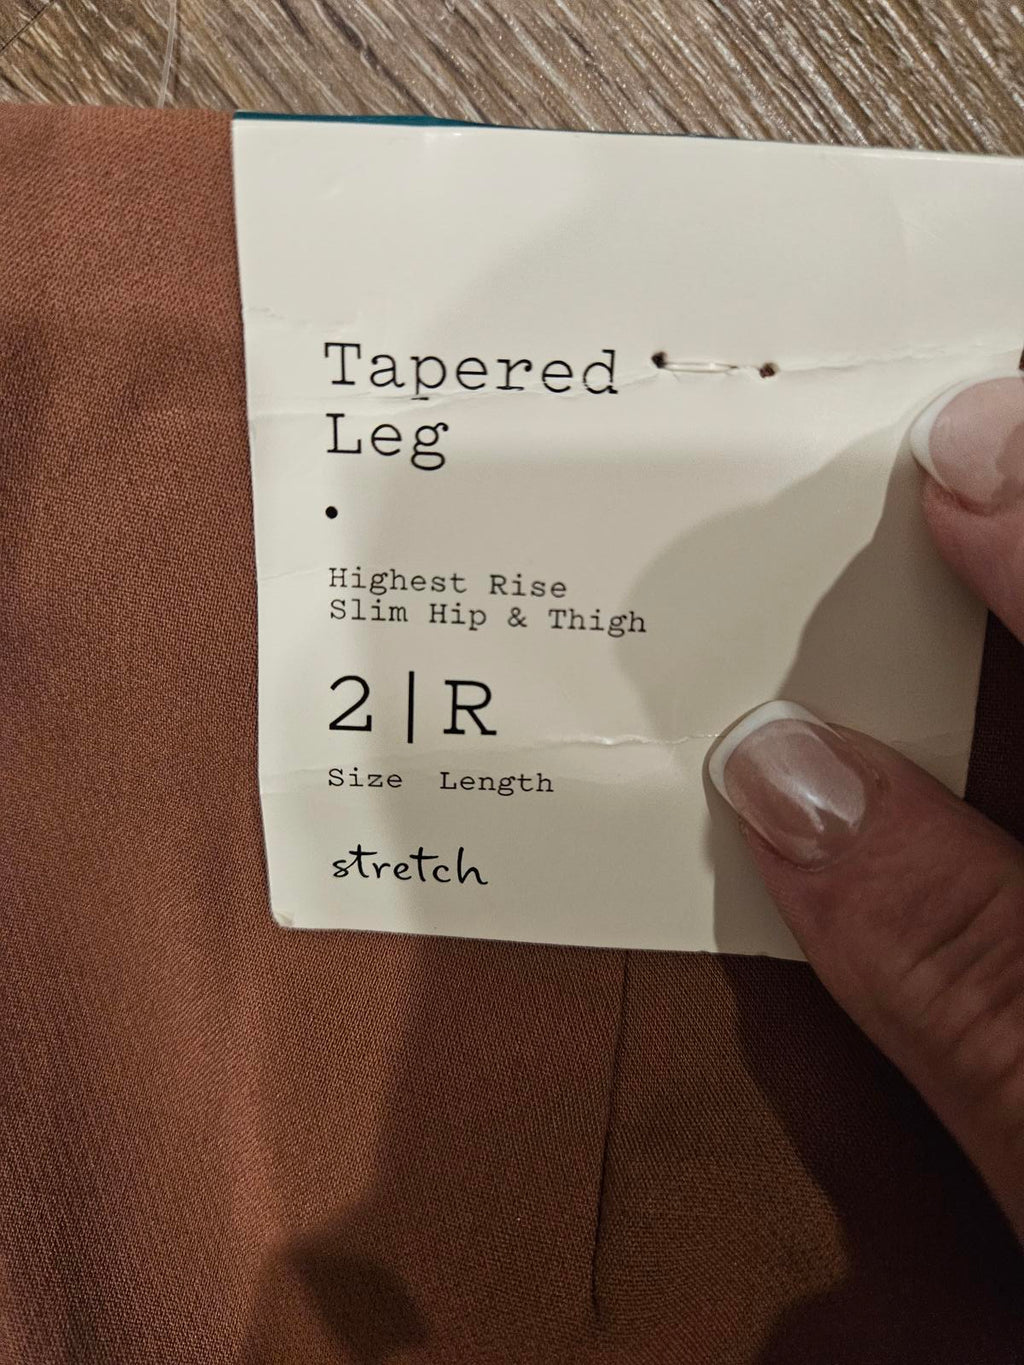 Tapered
Leg
•
Highest Rise
Slim Hip & Thigh
2|R
Size Length
stretch